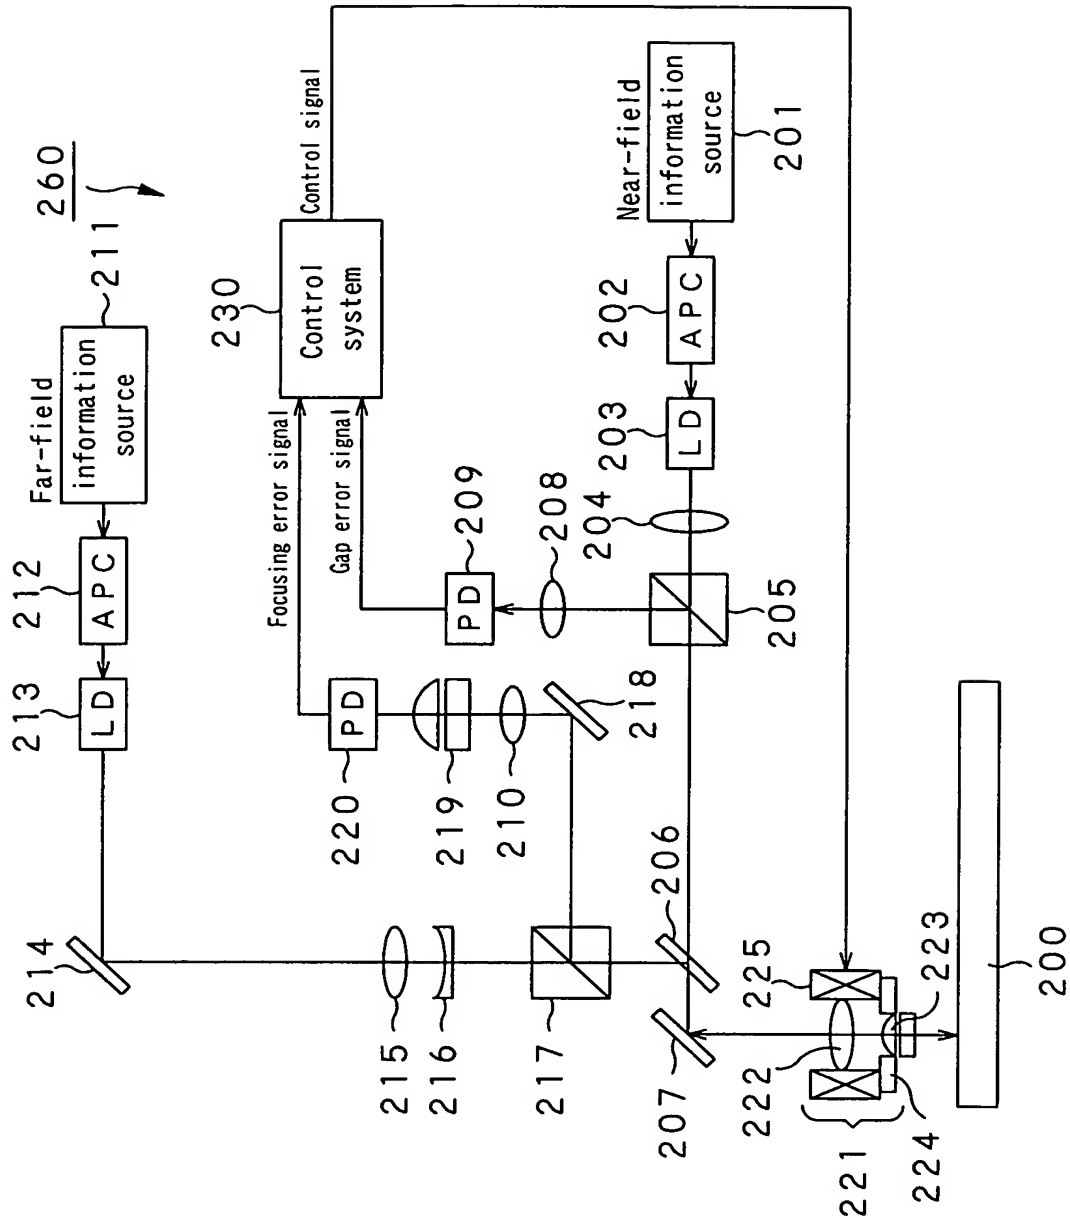 260
Far-field
information
source
211
APC
212
LD
213
214
215
216
217
218
210
219
PD
220
Focusing error signal
Gap error signal
Control
system
230
Control signal
Near-field
information
source
201
APC
202
LD
203
204
205
PD
209
208
206
207
225
222
223
224
221
200